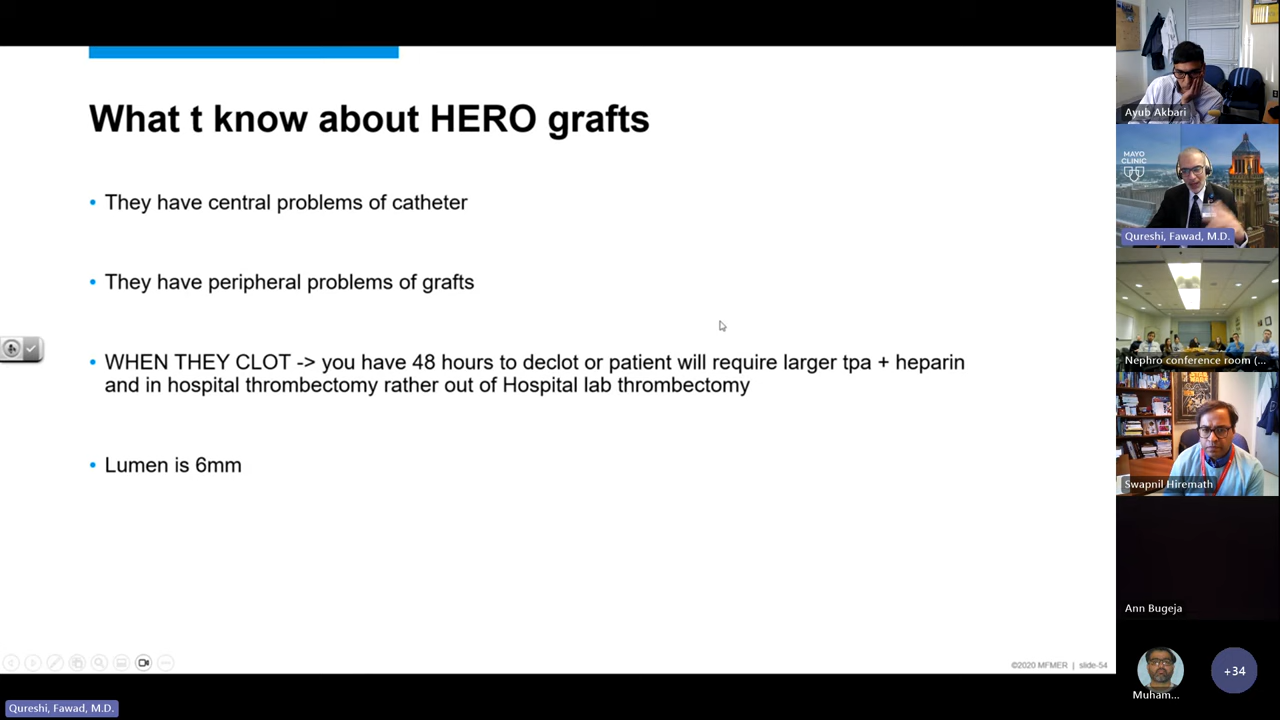 What t know about HERO grafts
• They have central problems of catheter
• They have peripheral problems of grafts
• WHEN THEY CLOT -> you have 48 hours to declot or patient will require larger tpa + heparin
and in hospital thrombectomy rather out of Hospital lab thrombectomy
• Lumen is 6mm
©2020 MFMER | slide-54
Qureshi, Fawad, M.D.
Ayub Akbari
MAYO
CLINIC
Qureshi, Fawad, M.D.
Nephro conference room (...
Swapnil Hiremath
Ann Bugeja
Muham...
+34